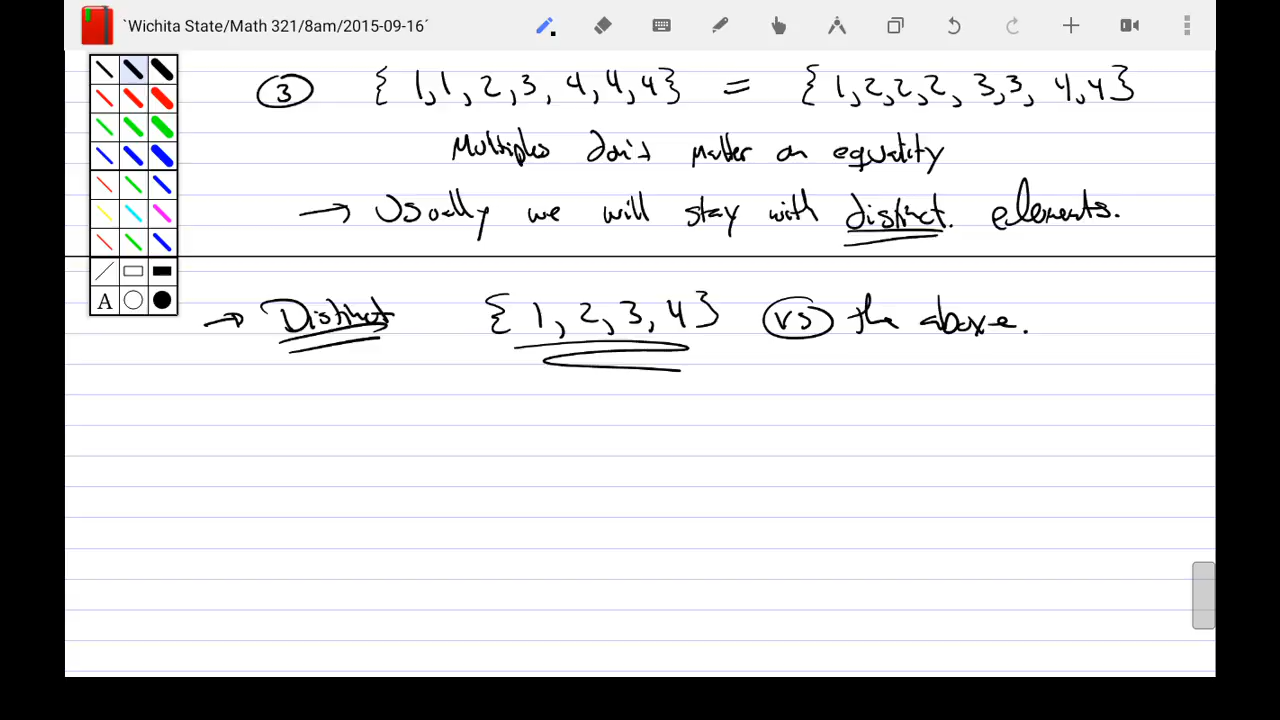 `Wichita State/Math 321/8am/2015-09-16´
③ { 1,1,2,3,4,4,4} = {1,2,2,2,3,3,4,4}
Multiples don't matter on equality
→ Usually we will stay with distinct. elements.
A
→ Distinct {1,2,3,4} vs the above.